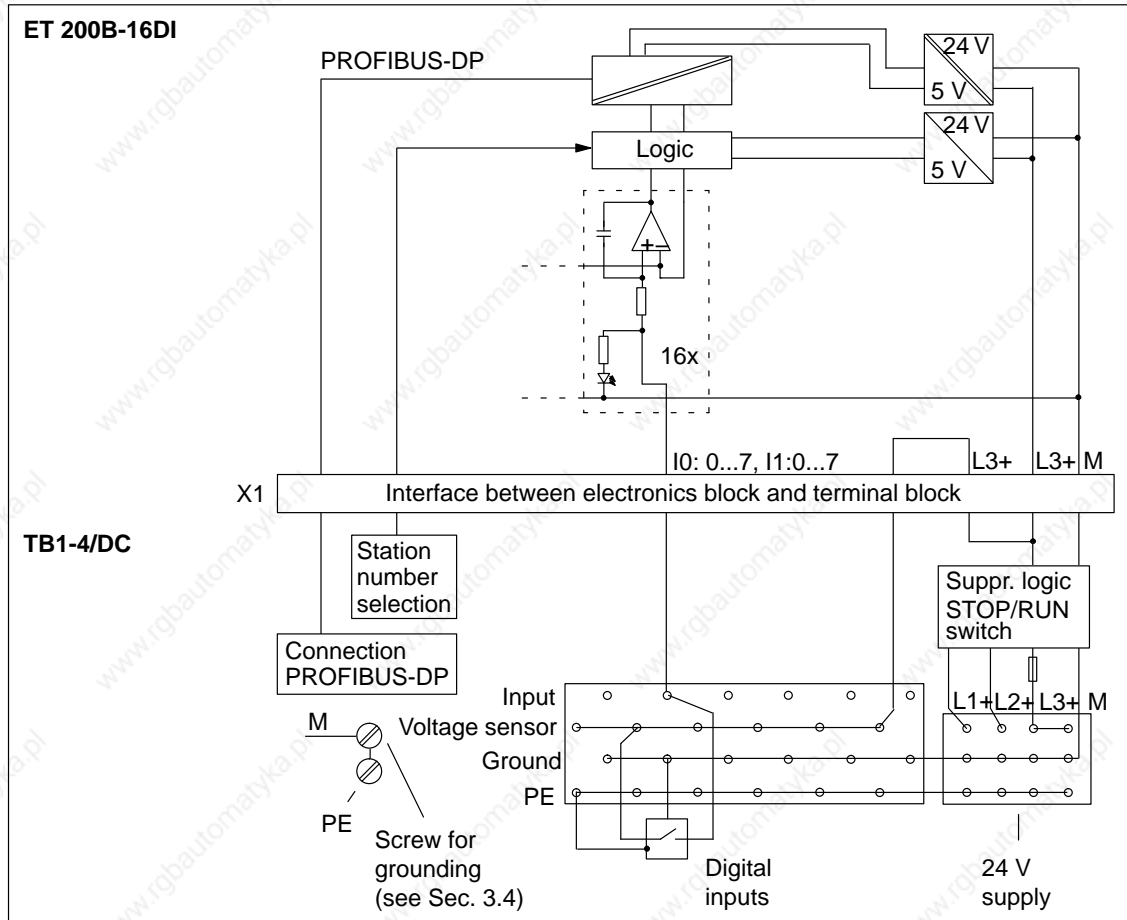 ET 200B-16DI
PROFIBUS-DP
24 V
5 V
24 V
5 V
Logic
+ –
16x
I0: 0...7, I1:0...7
L3+
L3+
M
X1
Interface between electronics block and terminal block
TB1-4/DC
Station
number
selection
Suppr. logic
STOP/RUN
switch
Connection
PROFIBUS-DP
Input
L1+
L2+
L3+
M
M
Voltage sensor
Ground
PE
PE
Screw for
grounding
(see Sec. 3.4)
Digital
inputs
24 V
supply
www.rgbautomatyka.pl